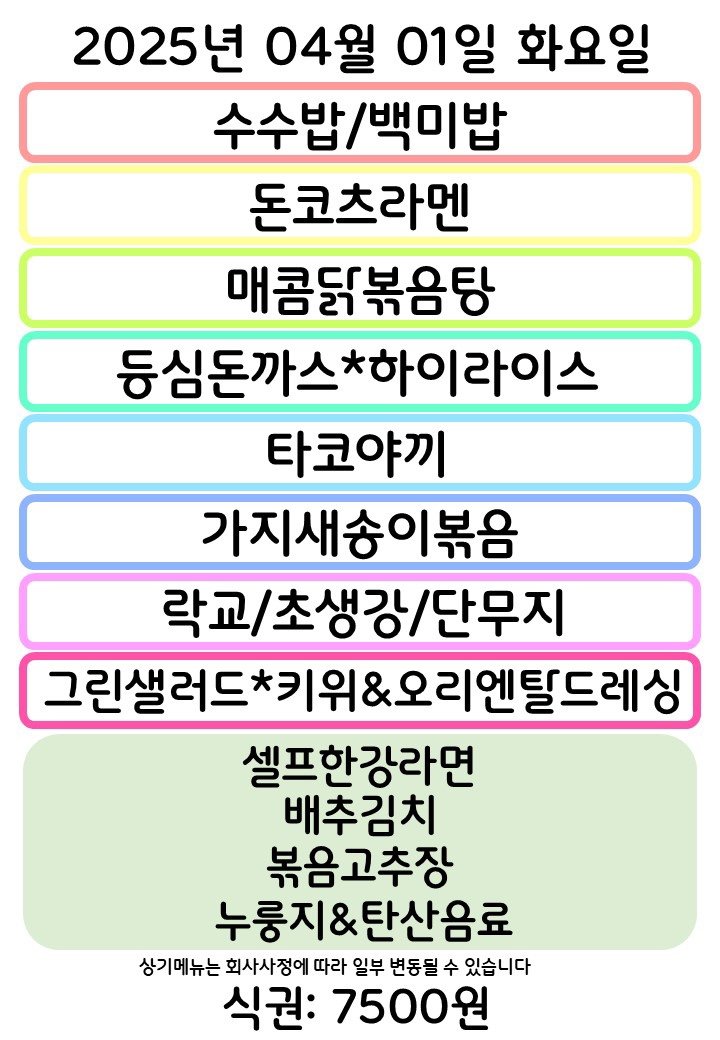 2025년 04월 01일 화요일
수수밥/백미밥
돈코츠라멘
매콤닭볶음탕
등심돈까스*하이라이스
타코야끼
가지새송이볶음
락교/초생강/단무지
그린샐러드*키위&오리엔탈드레싱
셀프한강라면
배추김치
볶음고추장
누룽지&탄산음료
상기메뉴는 회사사정에 따라 일부 변동될 수 있습니다
식권: 7500원